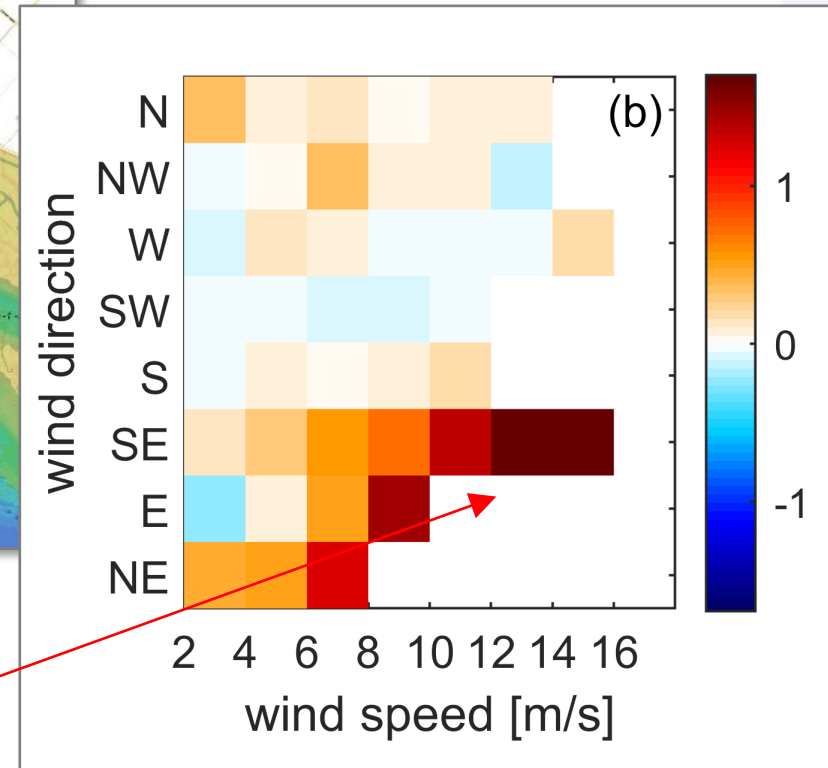 (b)
N
NW
W
SW
S
SE
E
NE
wind direction
2 4 6 8 10 12 14 16
wind speed [m/s]
1
0
-1